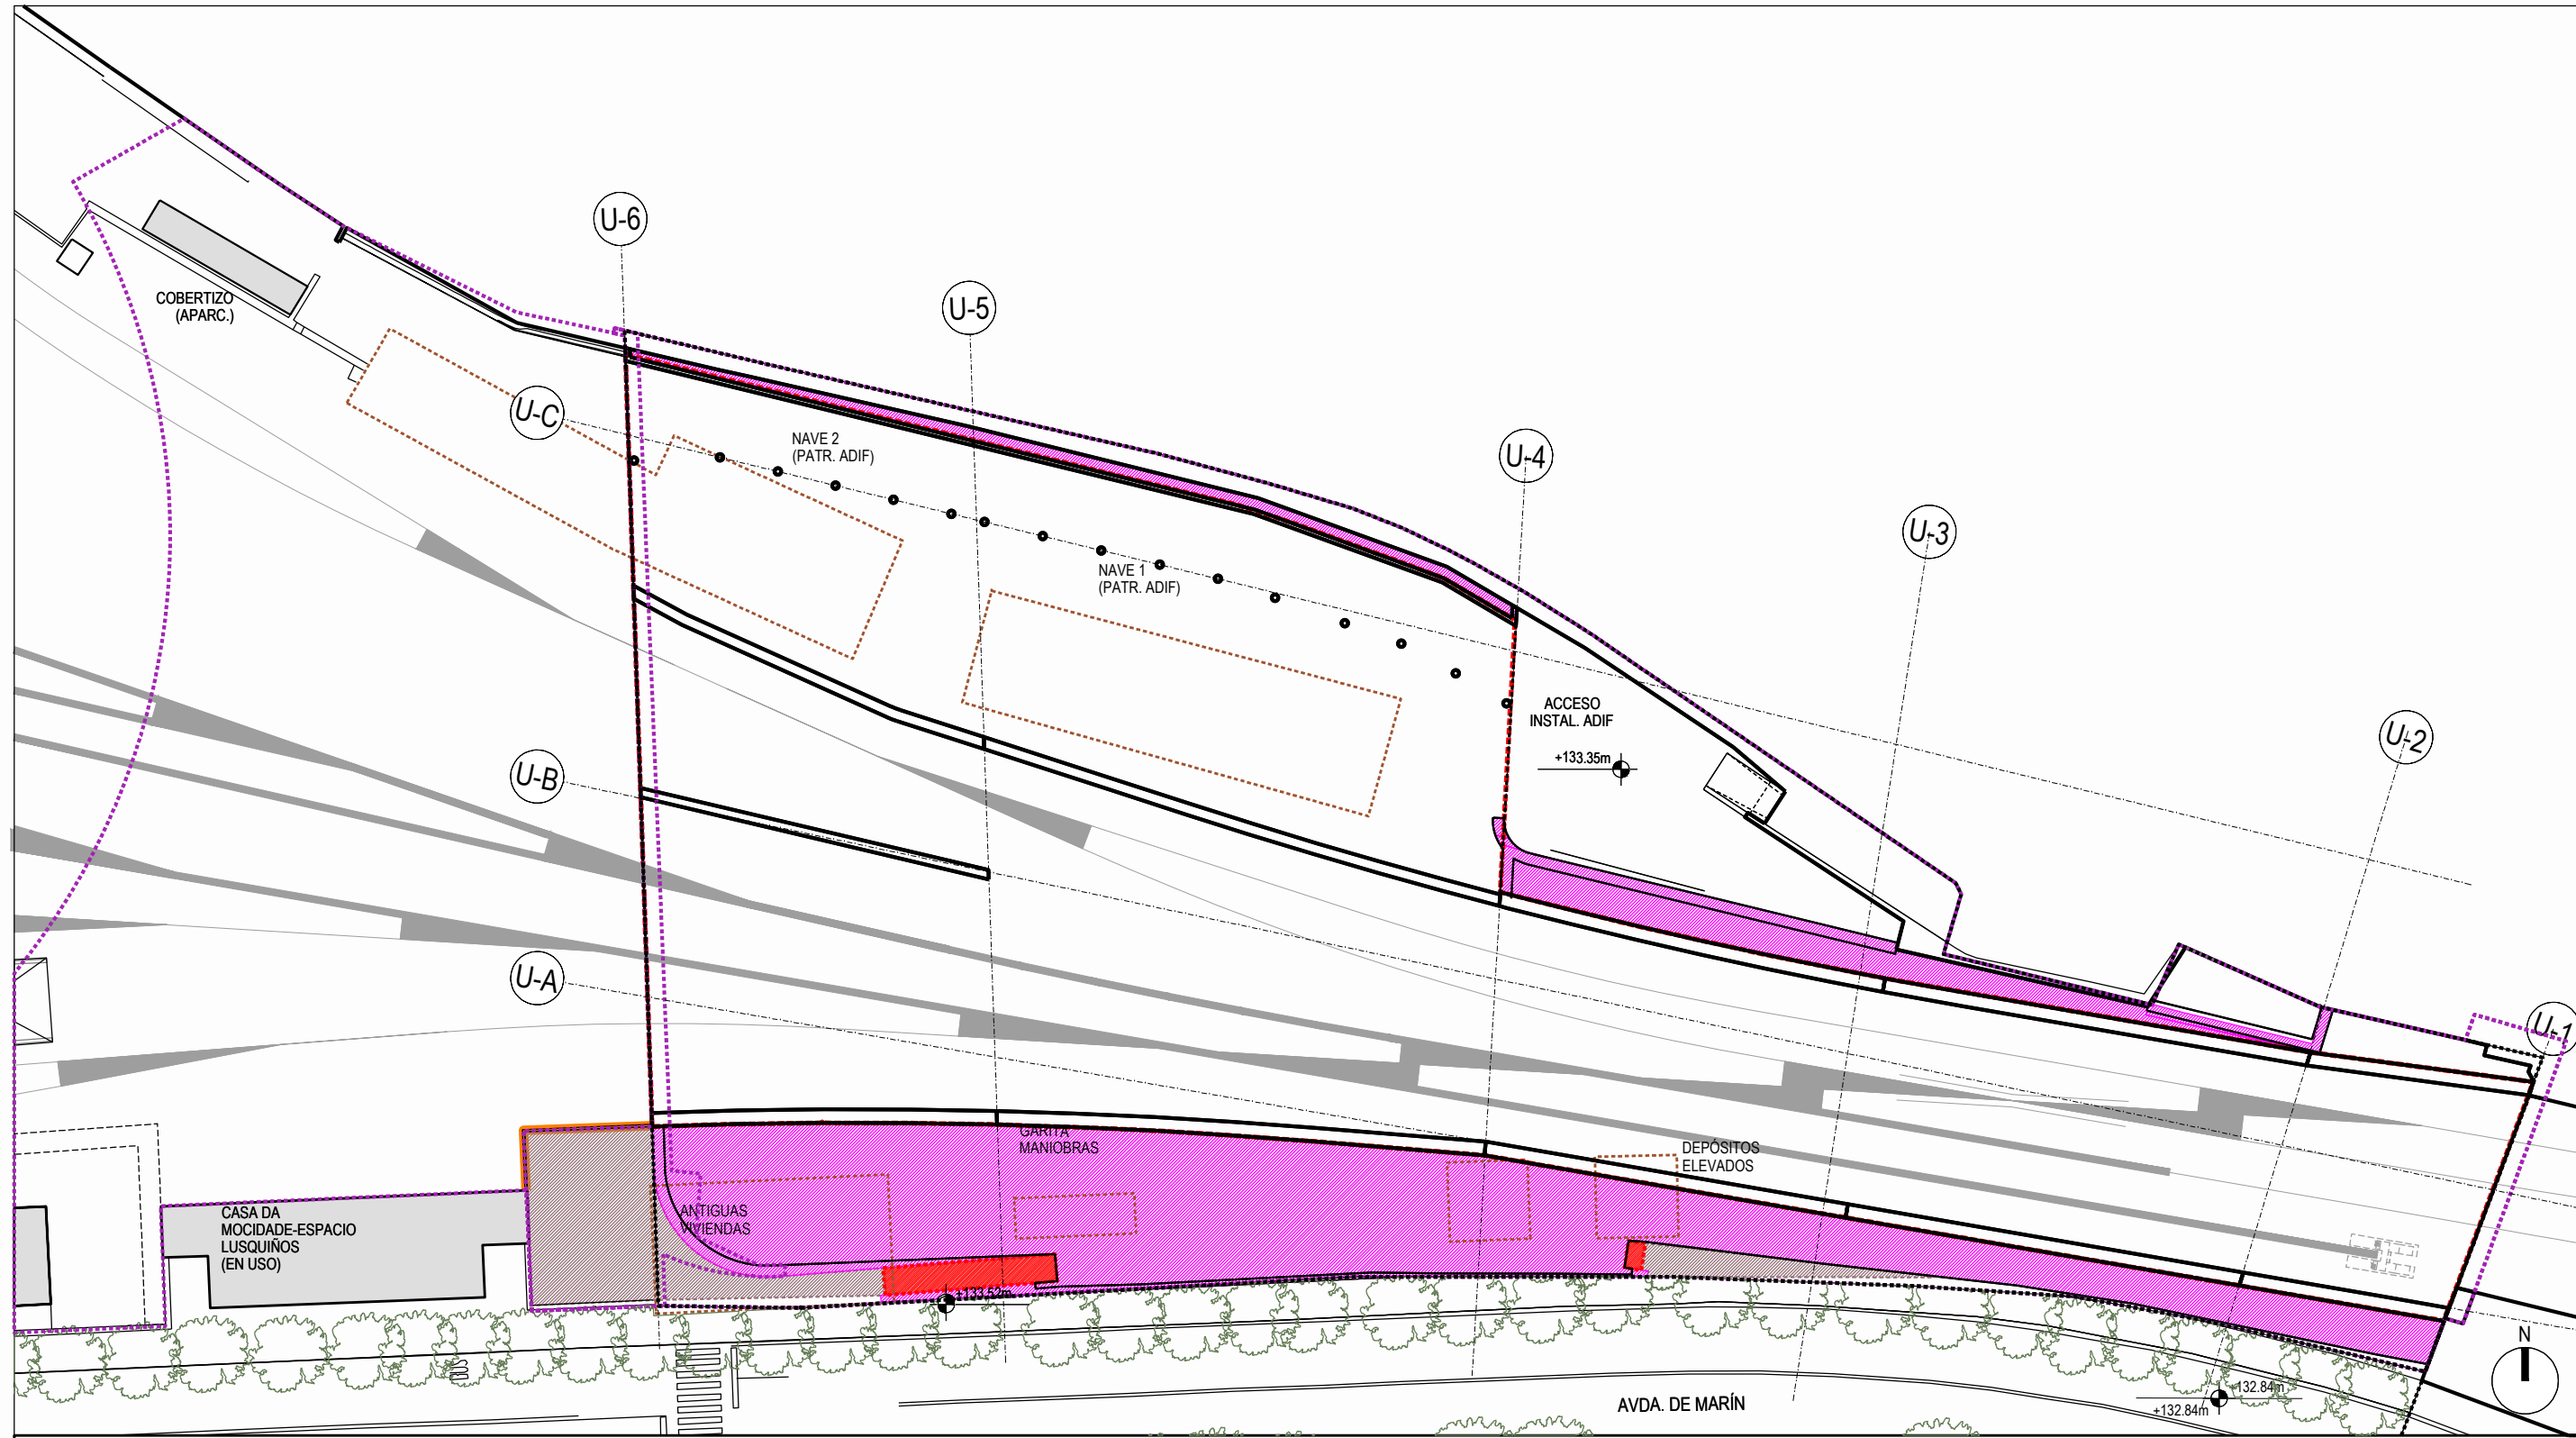 U-6
COBERTIZO
(APARC.)
U-5
U-C
NAVE 2
(PATR. ADIF)
U-4
NAVE 1
(PATR. ADIF)
U-3
ACCESO
INSTAL. ADIF
+133.35m
U-2
U-B
U-A
U-1
GARITA
MANIOBRAS
DEPÓSITOS
ELEVADOS
CASA DA
MOCIDADE-ESPACIO
LUSQUIÑOS
(EN USO)
ANTIGUAS
VIVIENDAS
+133.52m
N
AVDA. DE MARÍN
+132.84m
+132.84m